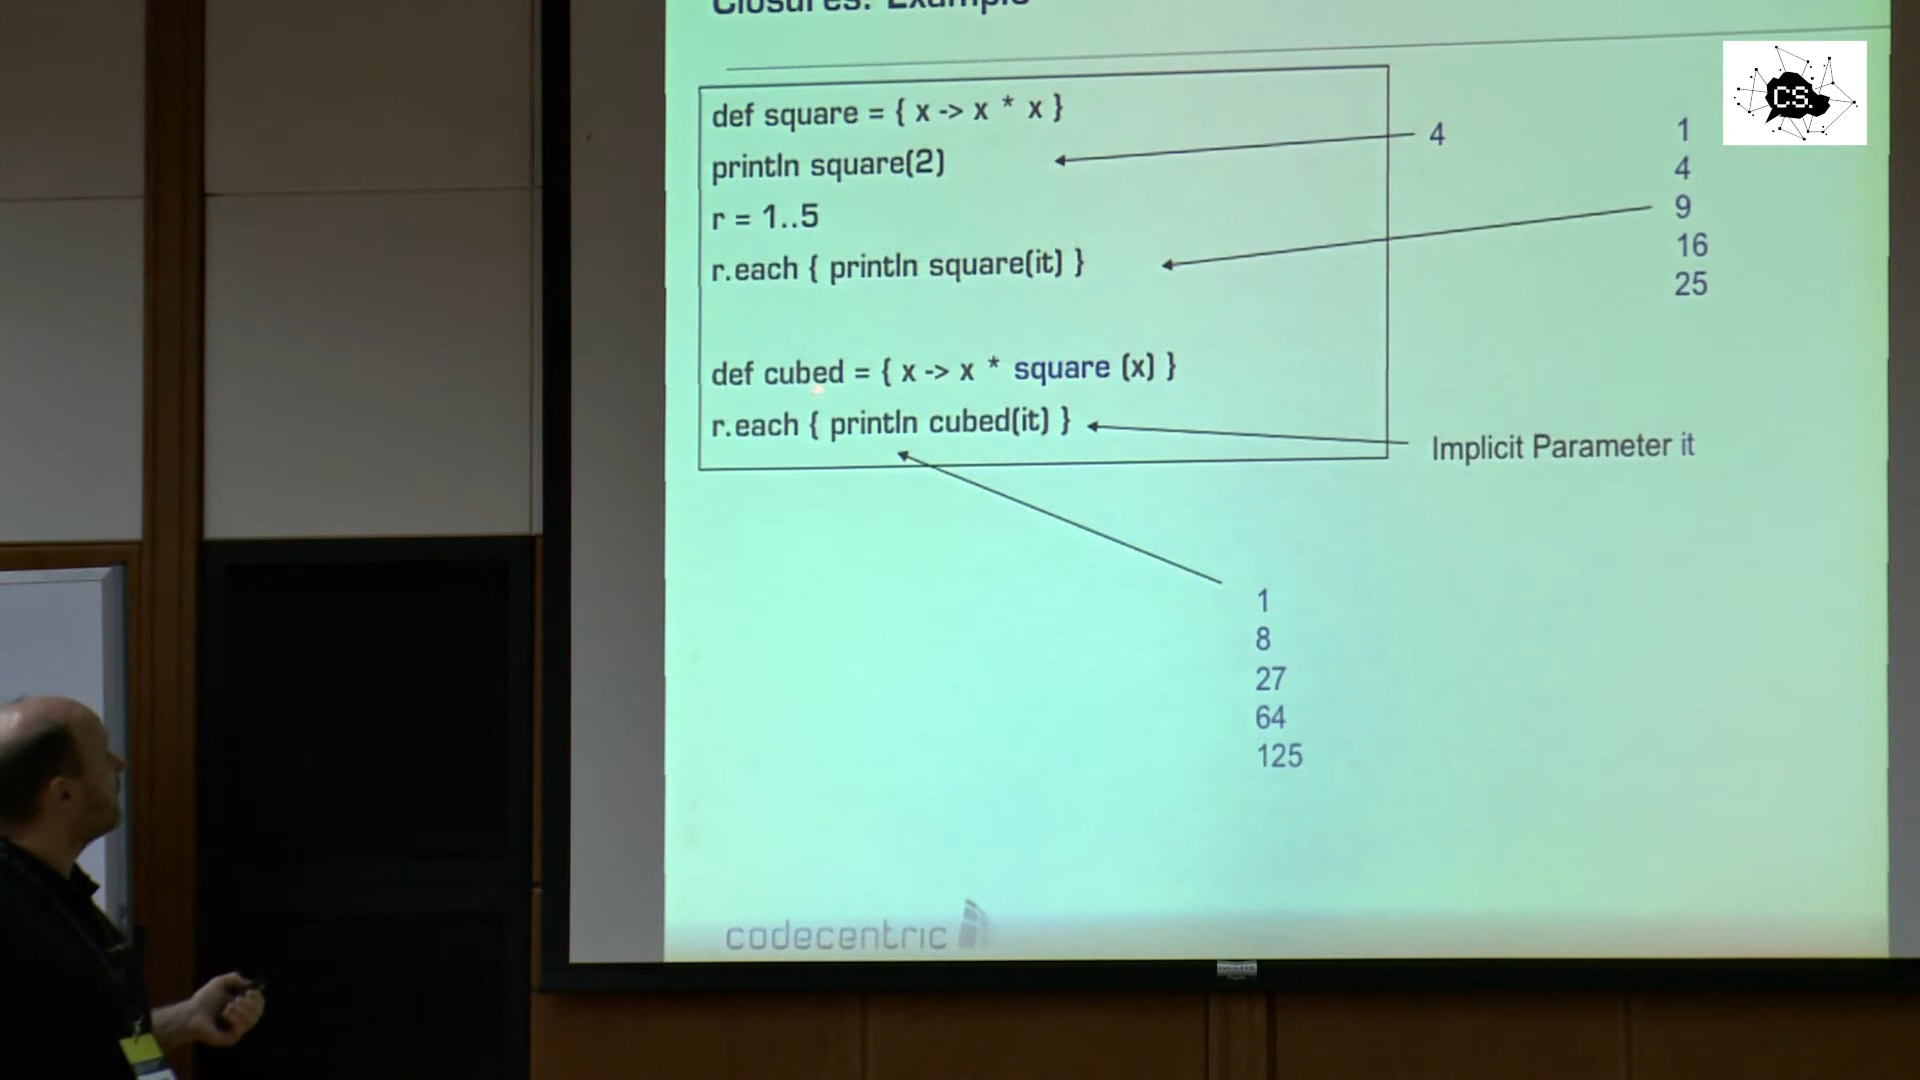 Closures: Example
def square = { x -> x * x }
println square(2)
r = 1..5
r.each { println square(it) }
def cubed = { x -> x * square (x) }
r.each { println cubed(it) }
4
1
4
9
16
25
Implicit Parameter it
1
8
27
64
125
codecentric
CS.